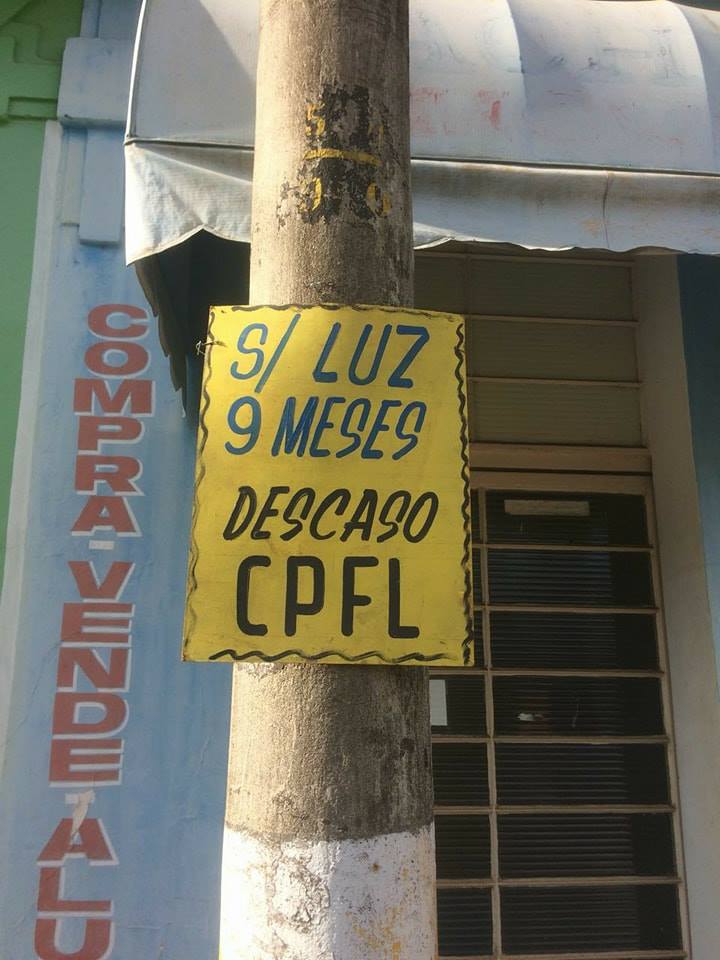 S/ LUZ
9 MESES
DESCASO
CPFL
COMPRA-VENDE-ALU